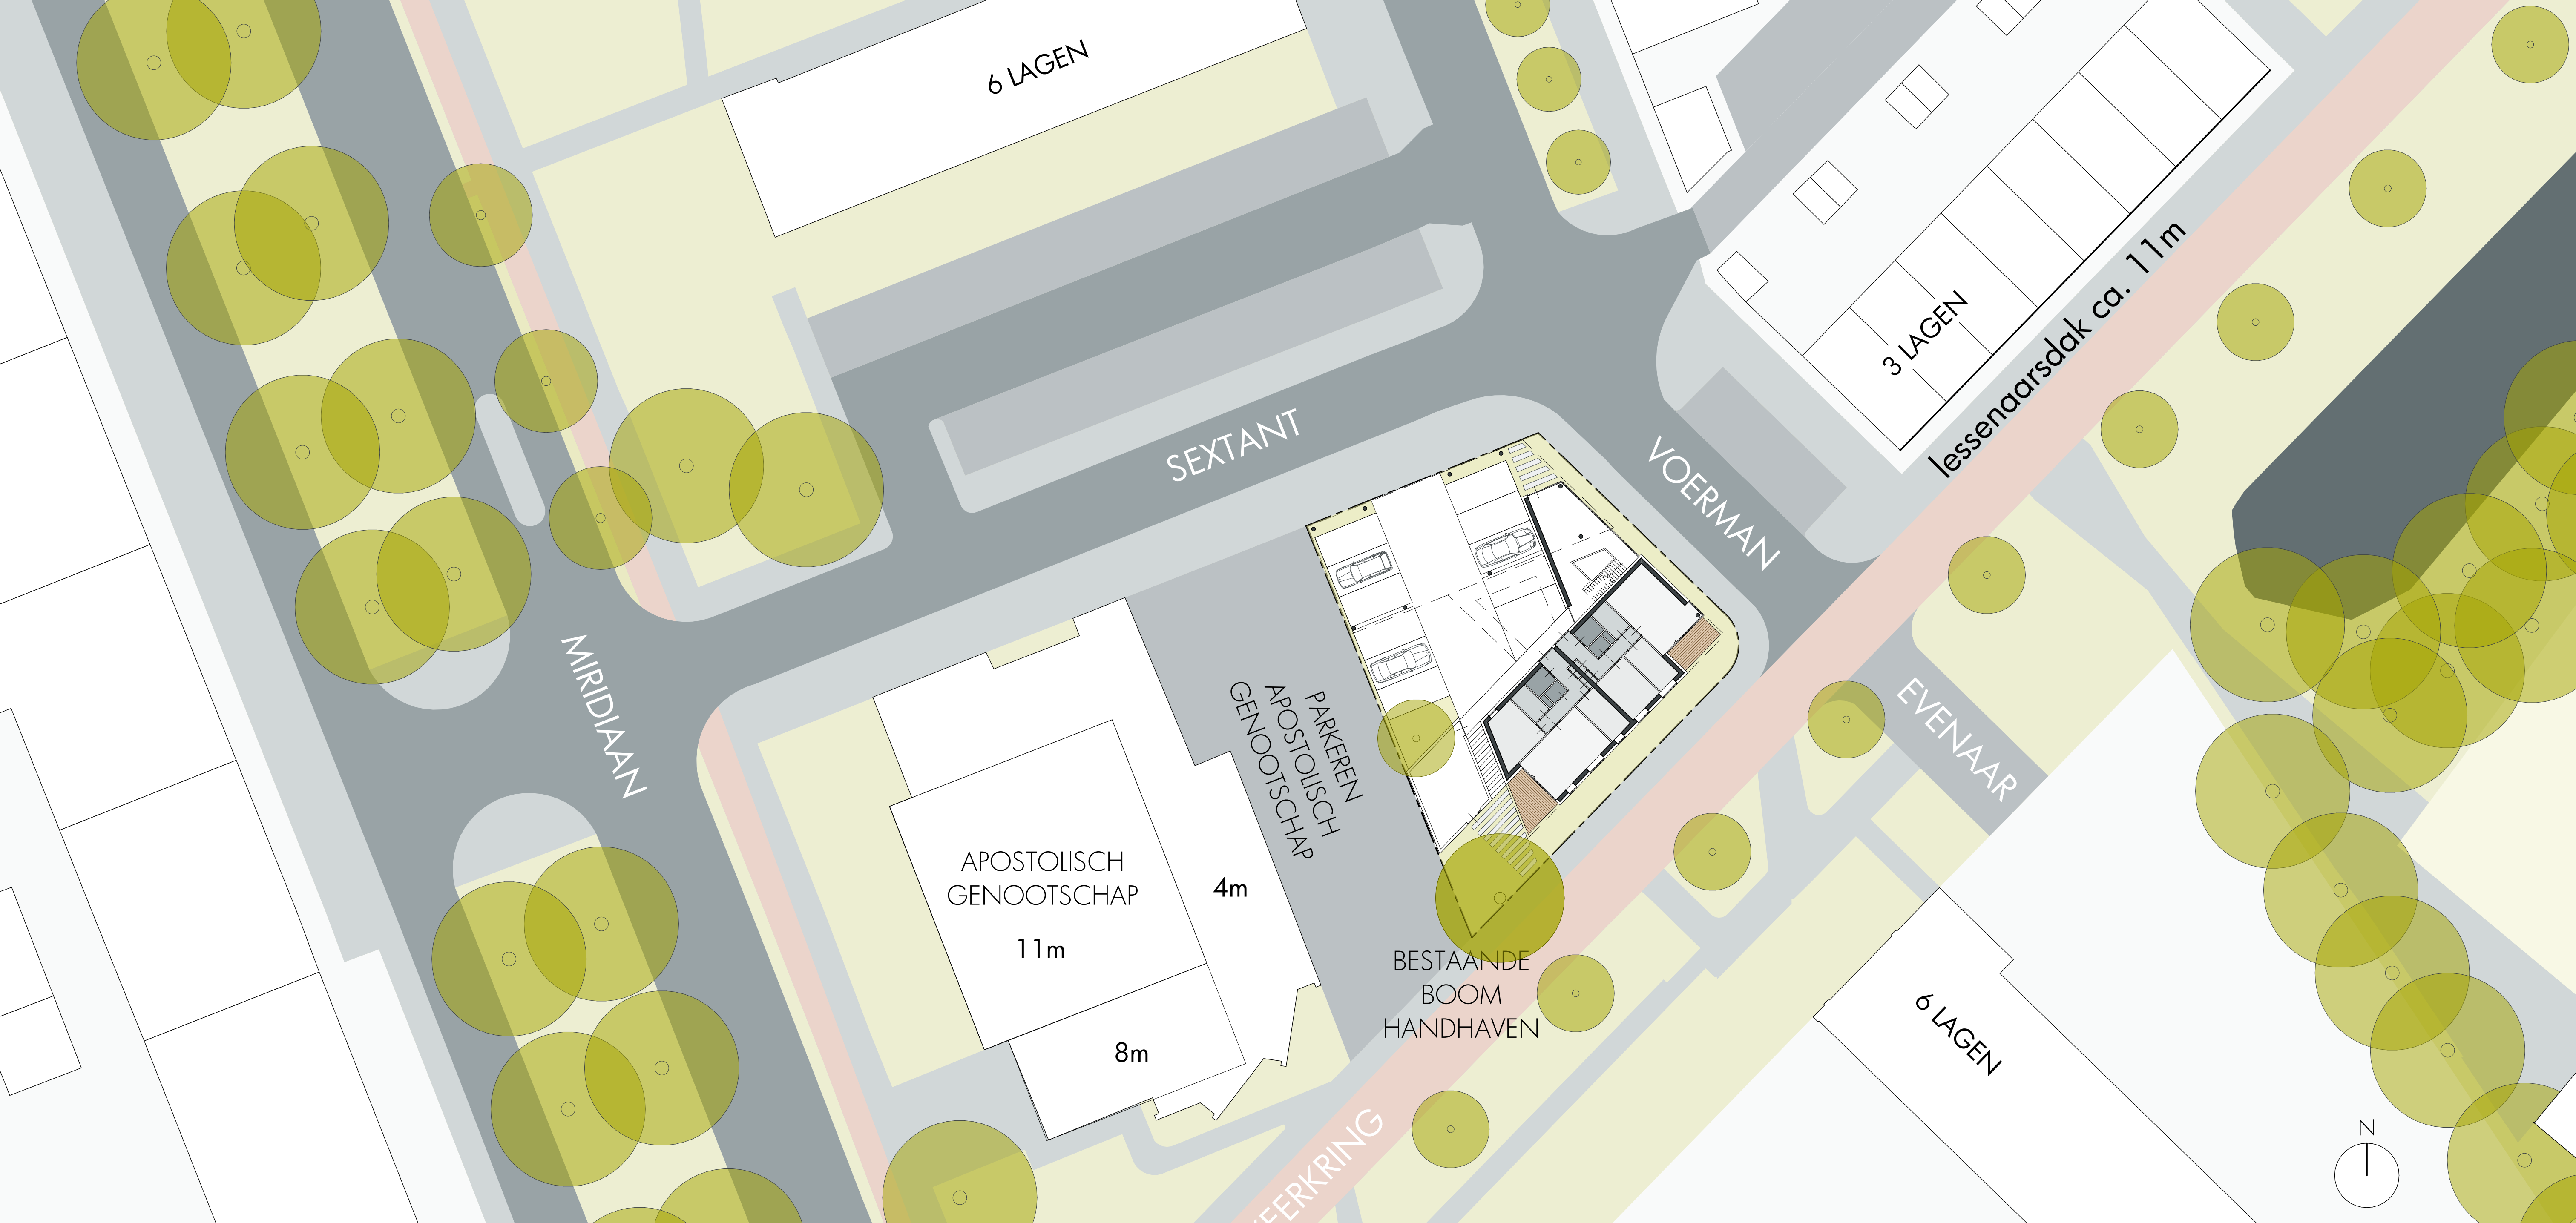 6 LAGEN
3 LAGEN
lessenaarsdak ca. 11m
SEXTANT
VOERMAN
MIRIDIAAN
PARKEREN
APOSTOLISCH
GENOOTSCHAP
EVENAAR
APOSTOLISCH
GENOOTSCHAP
4m
11m
8m
BESTAANDE
BOOM
HANDHAVEN
6 LAGEN
N